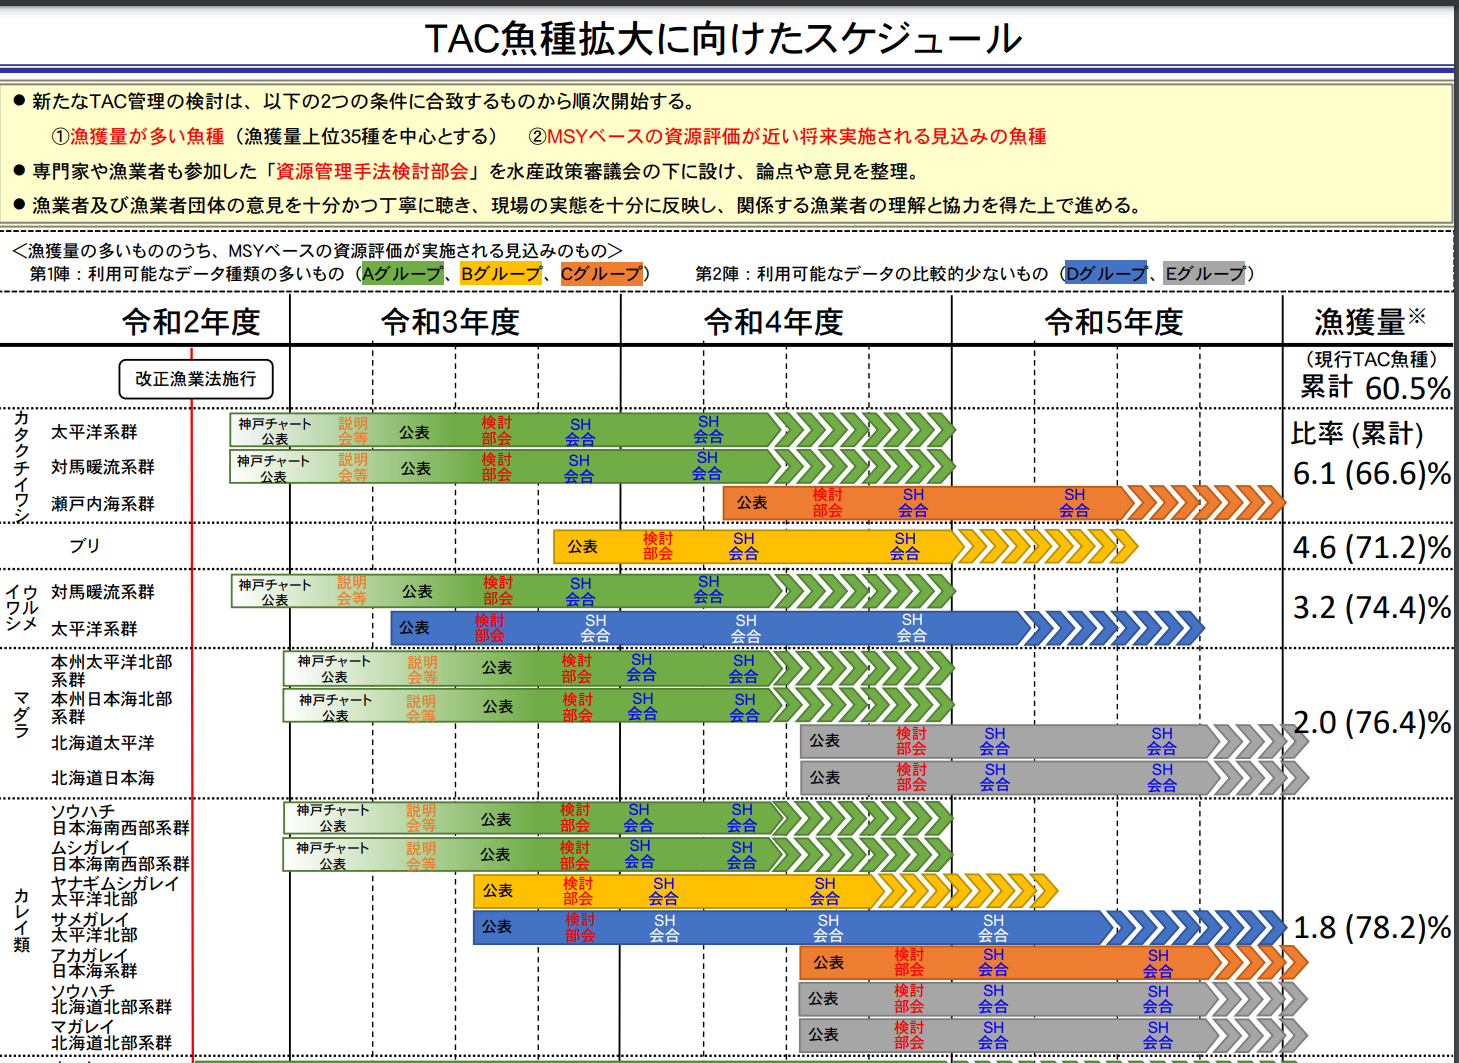 TAC魚種拡大に向けたスケジュール
● 新たなTAC管理の検討は、以下の2つの条件に合致するものから順次開始する。
①漁獲量が多い魚種（漁獲量上位35種を中心とする） ②MSYベースの資源評価が近い将来実施される見込みの魚種
● 専門家や漁業者も参加した「資源管理手法検討部会」を水産政策審議会の下に設け、論点や意見を整理。
● 漁業者及び漁業者団体の意見を十分かつ丁寧に聴き、現場の実態を十分に反映し、関係する漁業者の理解と協力を得た上で進める。
＜漁獲量の多いもののうち、MSYベースの資源評価が実施される見込みのもの＞
第1陣：利用可能なデータ種類の多いもの（Aグループ、Bグループ、Cグループ） 第2陣：利用可能なデータの比較的少ないもの（Dグループ、Eグループ）
令和2年度 令和3年度 令和4年度 令和5年度 漁獲量※
改正漁業法施行
（現行TAC魚種）
累計 60.5%
比率 (累計)
カタクチイワシ
太平洋系群 神戸チャート公表 説明会等 公表 検討部会 SH会合 SH会合
対馬暖流系群 神戸チャート公表 説明会等 公表 検討部会 SH会合 SH会合
瀬戸内海系群 公表 検討部会 SH会合 SH会合
6.1 (66.6)%
ブリ 公表 検討部会 SH会合 SH会合 4.6 (71.2)%
ウルメイワシ
対馬暖流系群 神戸チャート公表 説明会等 公表 検討部会 SH会合 SH会合
太平洋系群 公表 検討部会 SH会合 SH会合 SH会合
3.2 (74.4)%
マダラ
本州太平洋北部系群 神戸チャート公表 説明会等 公表 検討部会 SH会合 SH会合
本州日本海北部系群 神戸チャート公表 説明会等 公表 検討部会 SH会合 SH会合
北海道太平洋 公表 検討部会 SH会合 SH会合
北海道日本海 公表 検討部会 SH会合 SH会合
2.0 (76.4)%
カレイ類
ソウハチ日本海南西部系群 神戸チャート公表 説明会等 公表 検討部会 SH会合 SH会合
ムシガレイ日本海南西部系群 神戸チャート公表 説明会等 公表 検討部会 SH会合 SH会合
ヤナギムシガレイ太平洋北部 公表 検討部会 SH会合 SH会合
サメガレイ太平洋北部 公表 検討部会 SH会合 SH会合 SH会合
アカガレイ日本海系群 公表 検討部会 SH会合 SH会合
ソウハチ北海道北部系群 公表 検討部会 SH会合 SH会合
マガレイ北海道北部系群 公表 検討部会 SH会合 SH会合
1.8 (78.2)%